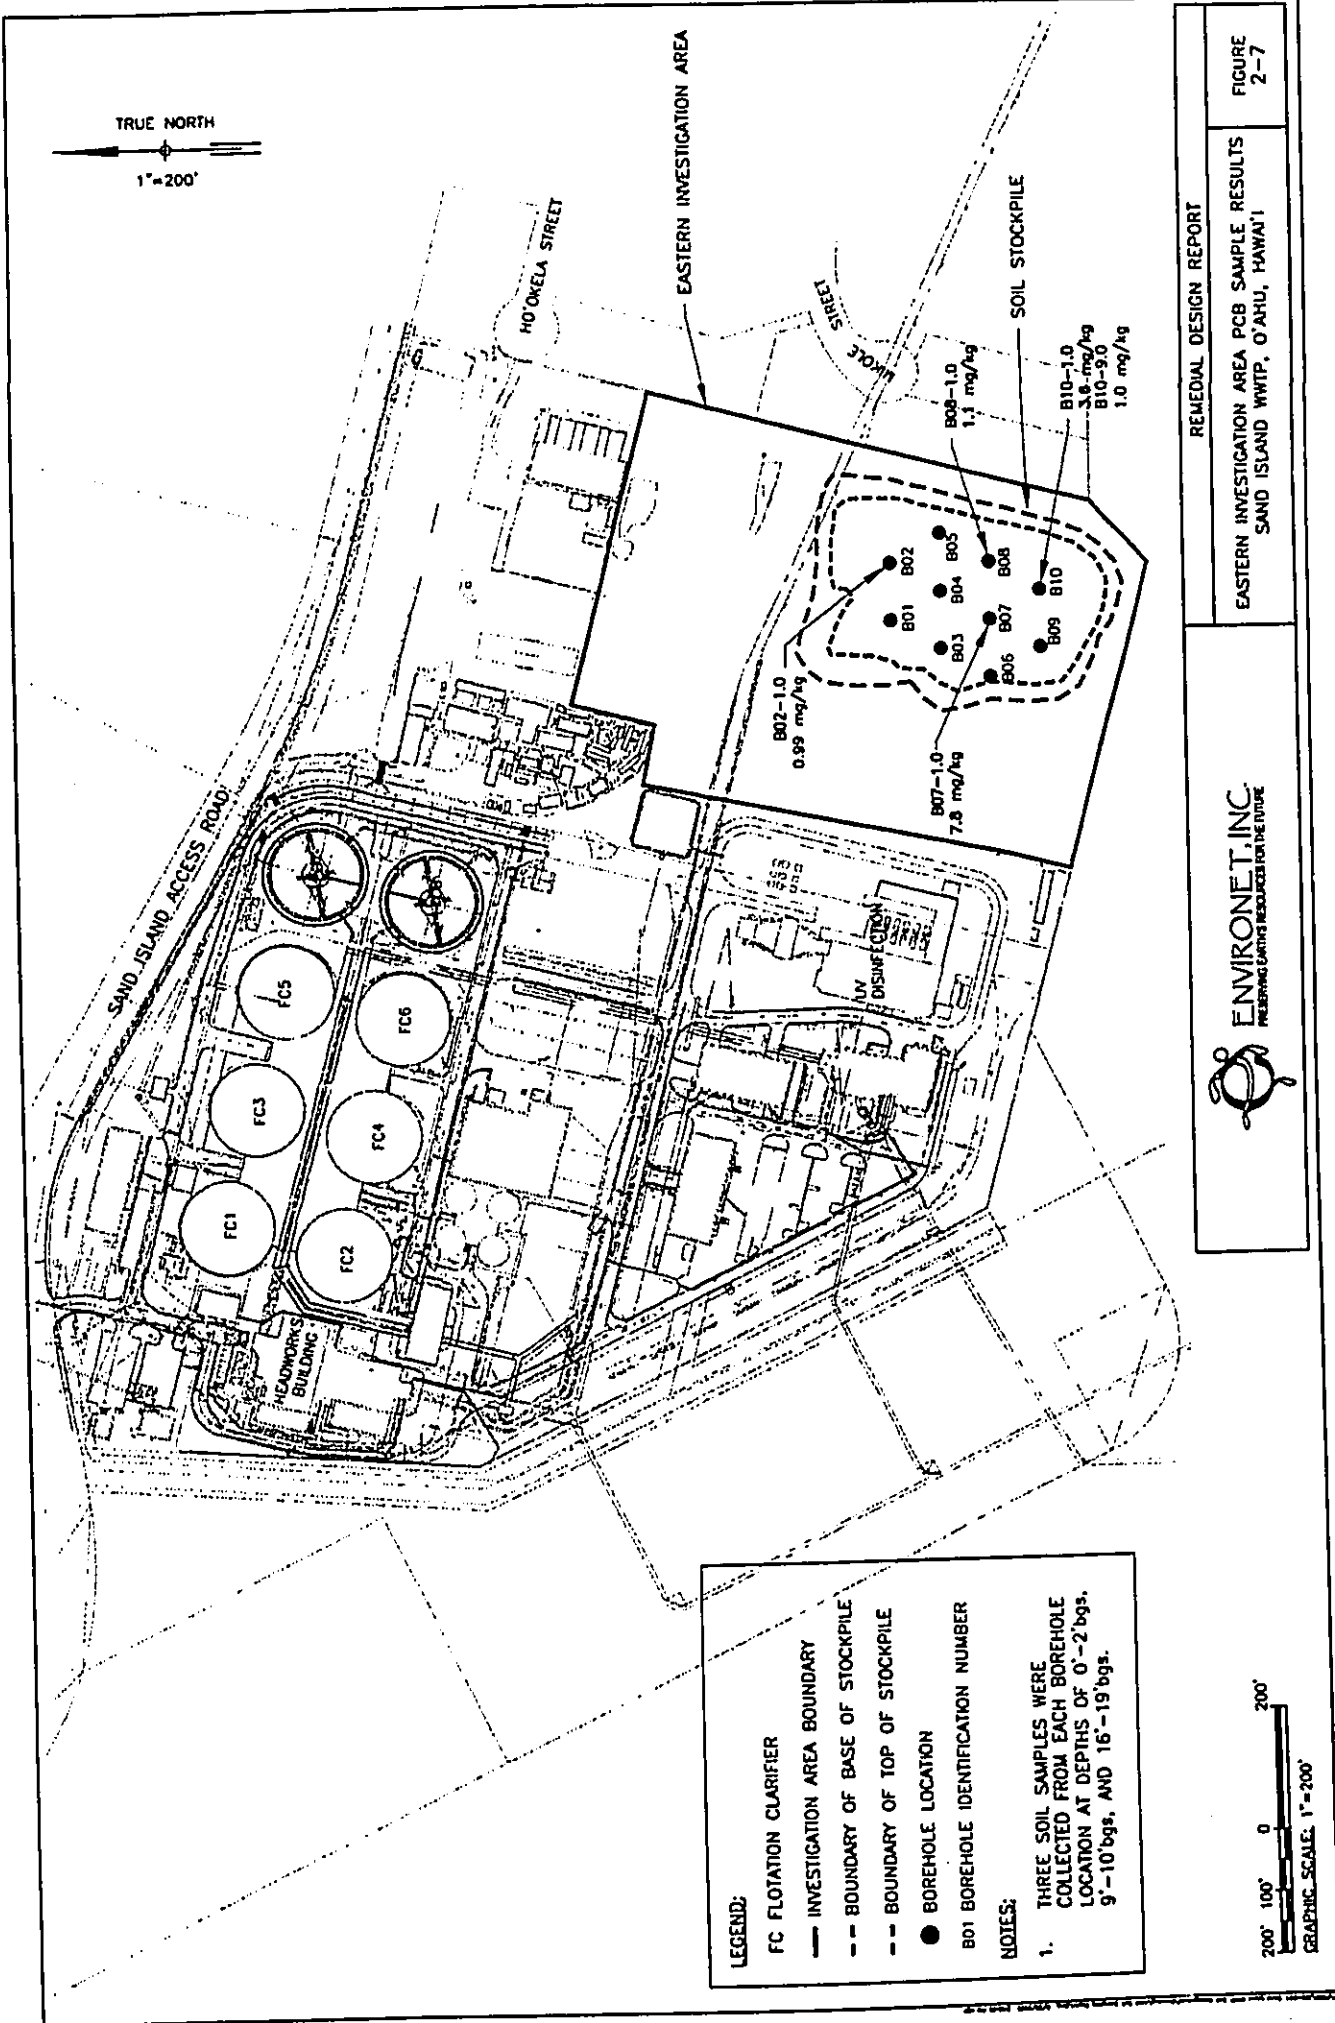 TRUE NORTH
1"=200'
SAND ISLAND ACCESS ROAD
HO'OKELA STREET
EASTERN INVESTIGATION AREA
MIKOLE
STREET
SOIL STOCKPILE
FC1
FC2
FC3
FC4
FC5
FC6
HEADWORKS
BUILDING
UV
DISINFECTION
B02-1.0
0.99 mg/kg
B07-1.0
7.8 mg/kg
B08-1.0
1.1 mg/kg
B10-1.0
B10-9.0
1.0 mg/kg
B01
B02
B03
B04
B05
B06
B07
B08
B09
B10
LEGEND:
FC FLOTATION CLARIFIER
INVESTIGATION AREA BOUNDARY
BOUNDARY OF BASE OF STOCKPILE
BOUNDARY OF TOP OF STOCKPILE
BOREHOLE LOCATION
B01 BOREHOLE IDENTIFICATION NUMBER
NOTES:
1. THREE SOIL SAMPLES WERE
COLLECTED FROM EACH BOREHOLE
LOCATION AT DEPTHS OF 0'-2'bgs,
9'-10'bgs, AND 16'-19'bgs.
200' 100' 0 200'
GRAPHIC SCALE: 1"=200'
ENVIRONET, INC.
PRESERVING EARTH'S RESOURCES FOR THE FUTURE
REMEDIAL DESIGN REPORT
EASTERN INVESTIGATION AREA PCB SAMPLE RESULTS
SAND ISLAND WWTP, O'AHU, HAWAI'I
FIGURE
2-7